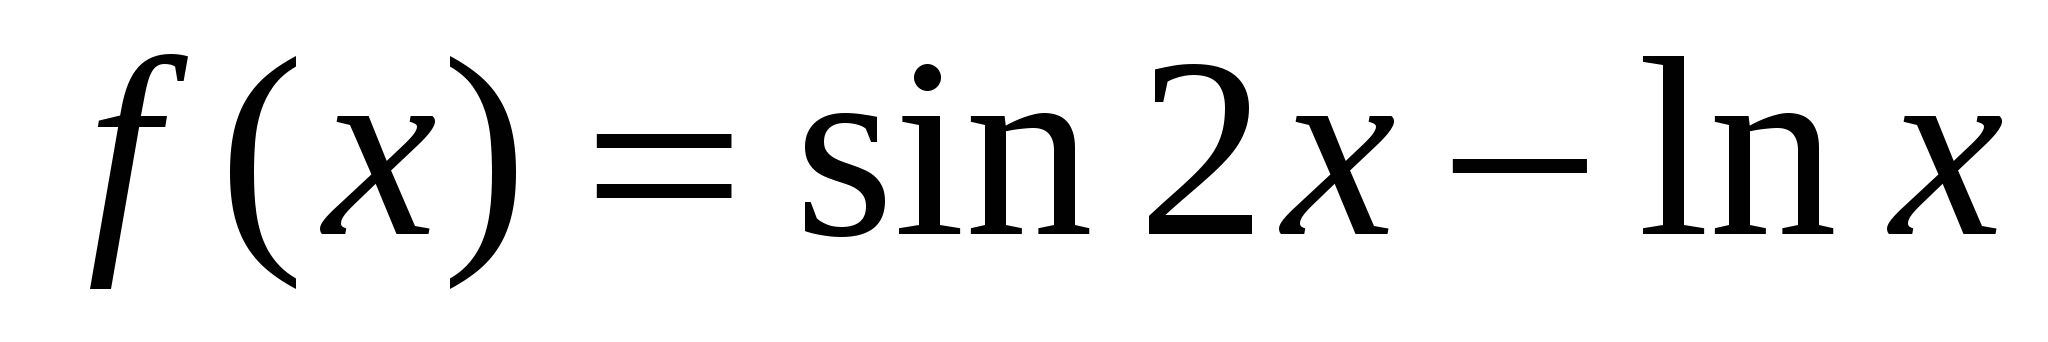 f(x) = sin 2x − ln x